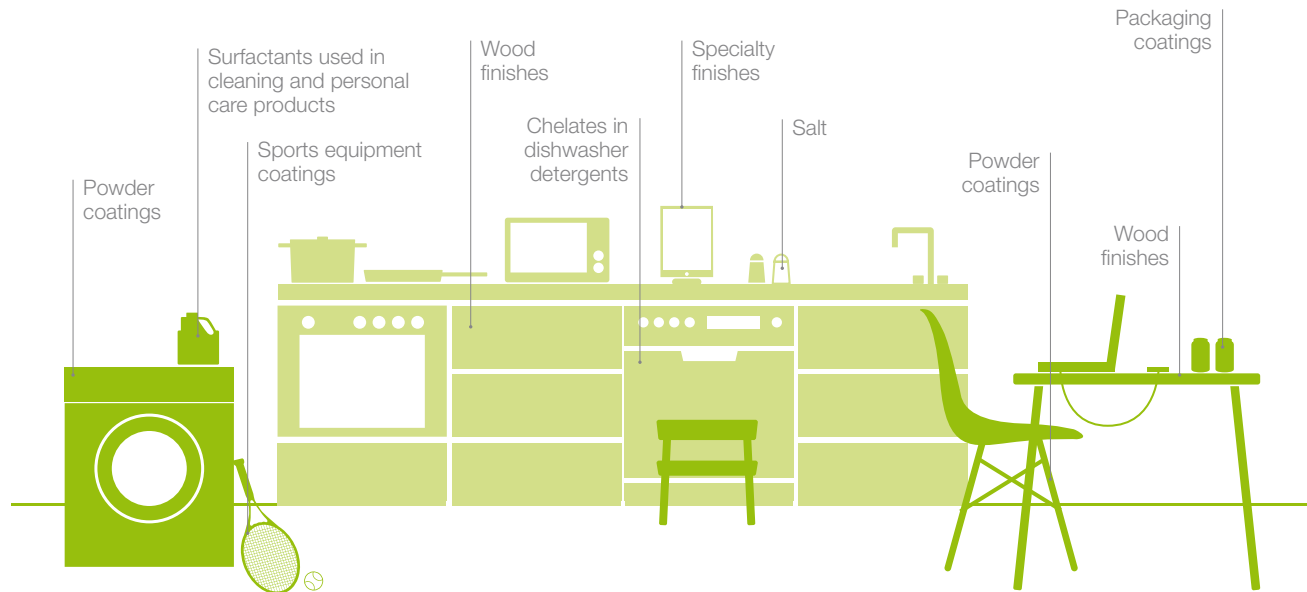 Packaging
coatings
Surfactants used in
cleaning and personal
care products
Wood
finishes
Specialty
finishes
Chelates in
dishwasher
detergents
Salt
Sports equipment
coatings
Powder
coatings
Powder
coatings
Wood
finishes